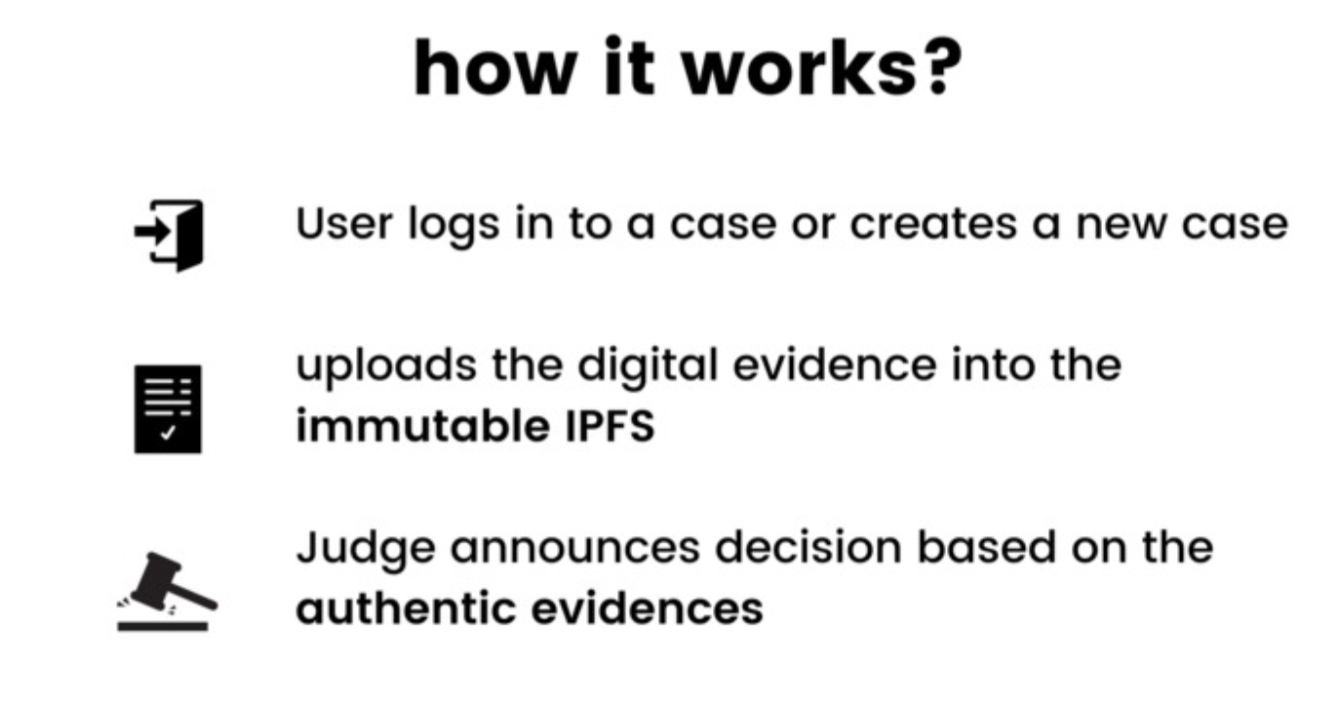 how it works?
User logs in to a case or creates a new case
uploads the digital evidence into the
immutable IPFS
Judge announces decision based on the
authentic evidences